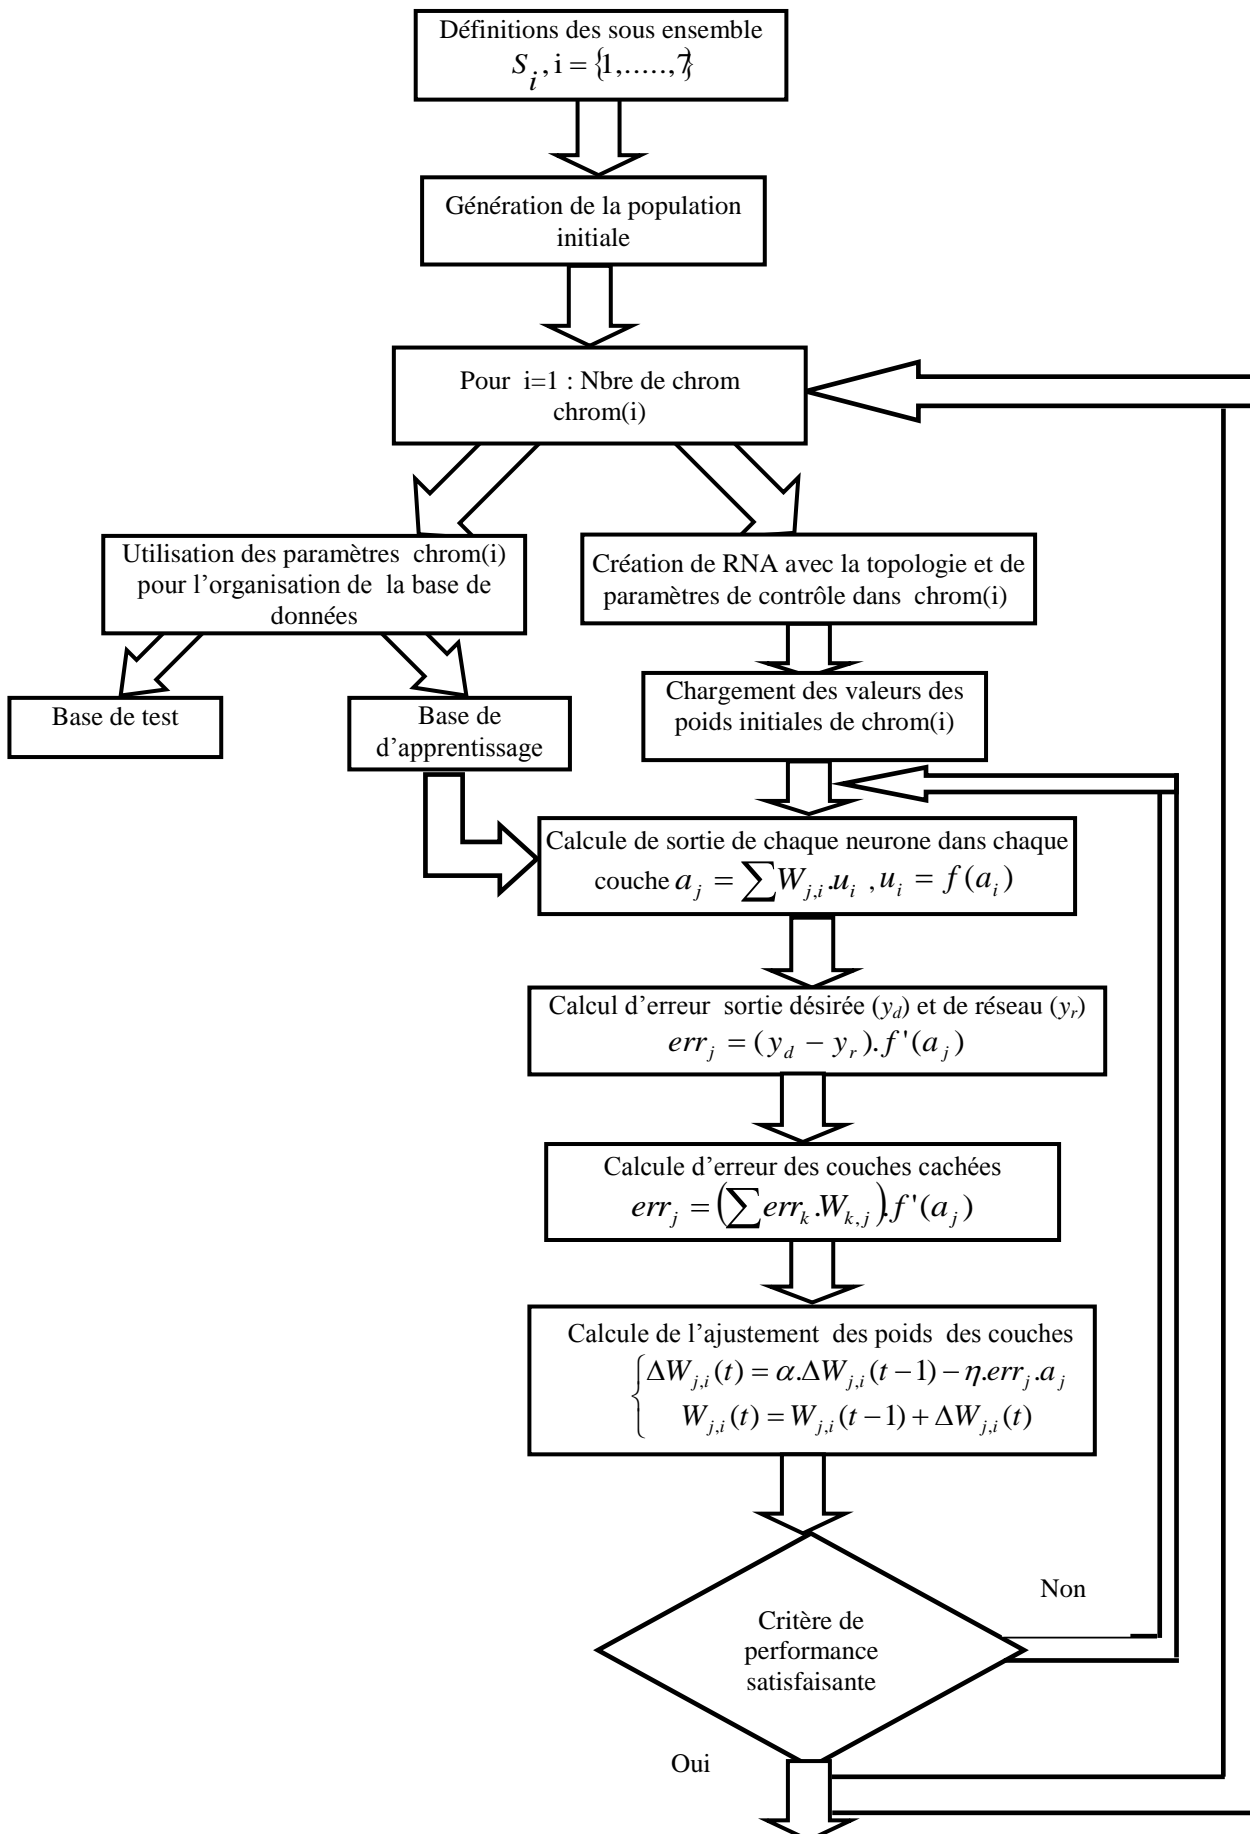 Définitions des sous ensemble
S_i, i = {1,.....,7}
Génération de la population
initiale
Pour i=1 : Nbre de chrom
chrom(i)
Utilisation des paramètres chrom(i)
pour l’organisation de la base de
données
Création de RNA avec la topologie et de
paramètres de contrôle dans chrom(i)
Base de test
Base de
d’apprentissage
Chargement des valeurs des
poids initiales de chrom(i)
Calcule de sortie de chaque neurone dans chaque
couche a_j = ∑W_{j,i}.u_i , u_i = f(a_i)
Calcul d’erreur sortie désirée (y_d) et de réseau (y_r)
err_j = (y_d − y_r).f'(a_j)
Calcule d’erreur des couches cachées
err_j = (∑err_k.W_{k,j}).f'(a_j)
Calcule de l’ajustement des poids des couches
{ΔW_{j,i}(t) = α.ΔW_{j,i}(t−1) − η.err_j.a_j
W_{j,i}(t) = W_{j,i}(t−1) + ΔW_{j,i}(t)
Non
Critère de
performance
satisfaisante
Oui